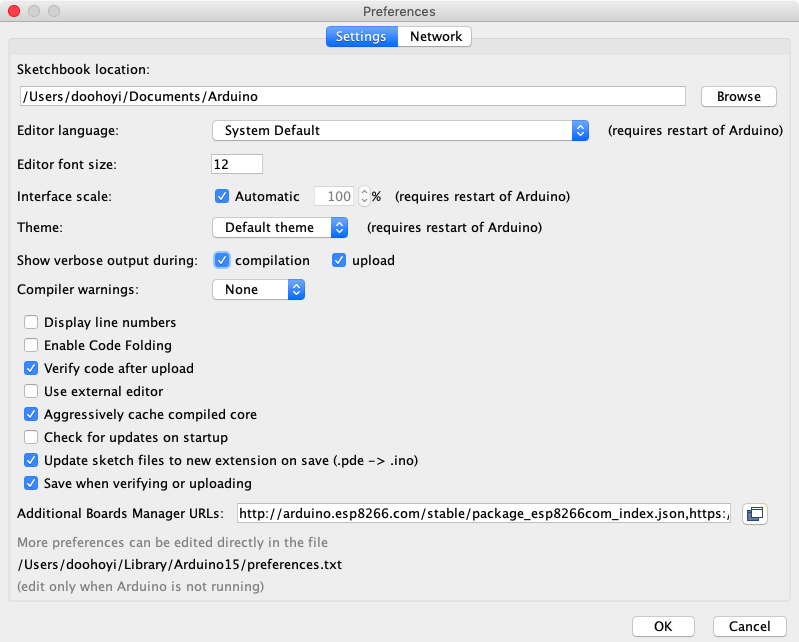 Preferences
Settings Network
Sketchbook location:
/Users/doohoyi/Documents/Arduino Browse
Editor language: System Default (requires restart of Arduino)
Editor font size: 12
Interface scale: Automatic 100 % (requires restart of Arduino)
Theme: Default theme (requires restart of Arduino)
Show verbose output during: compilation upload
Compiler warnings: None
Display line numbers
Enable Code Folding
Verify code after upload
Use external editor
Aggressively cache compiled core
Check for updates on startup
Update sketch files to new extension on save (.pde -> .ino)
Save when verifying or uploading
Additional Boards Manager URLs: http://arduino.esp8266.com/stable/package_esp8266com_index.json,https:/
More preferences can be edited directly in the file
/Users/doohoyi/Library/Arduino15/preferences.txt
(edit only when Arduino is not running)
OK Cancel